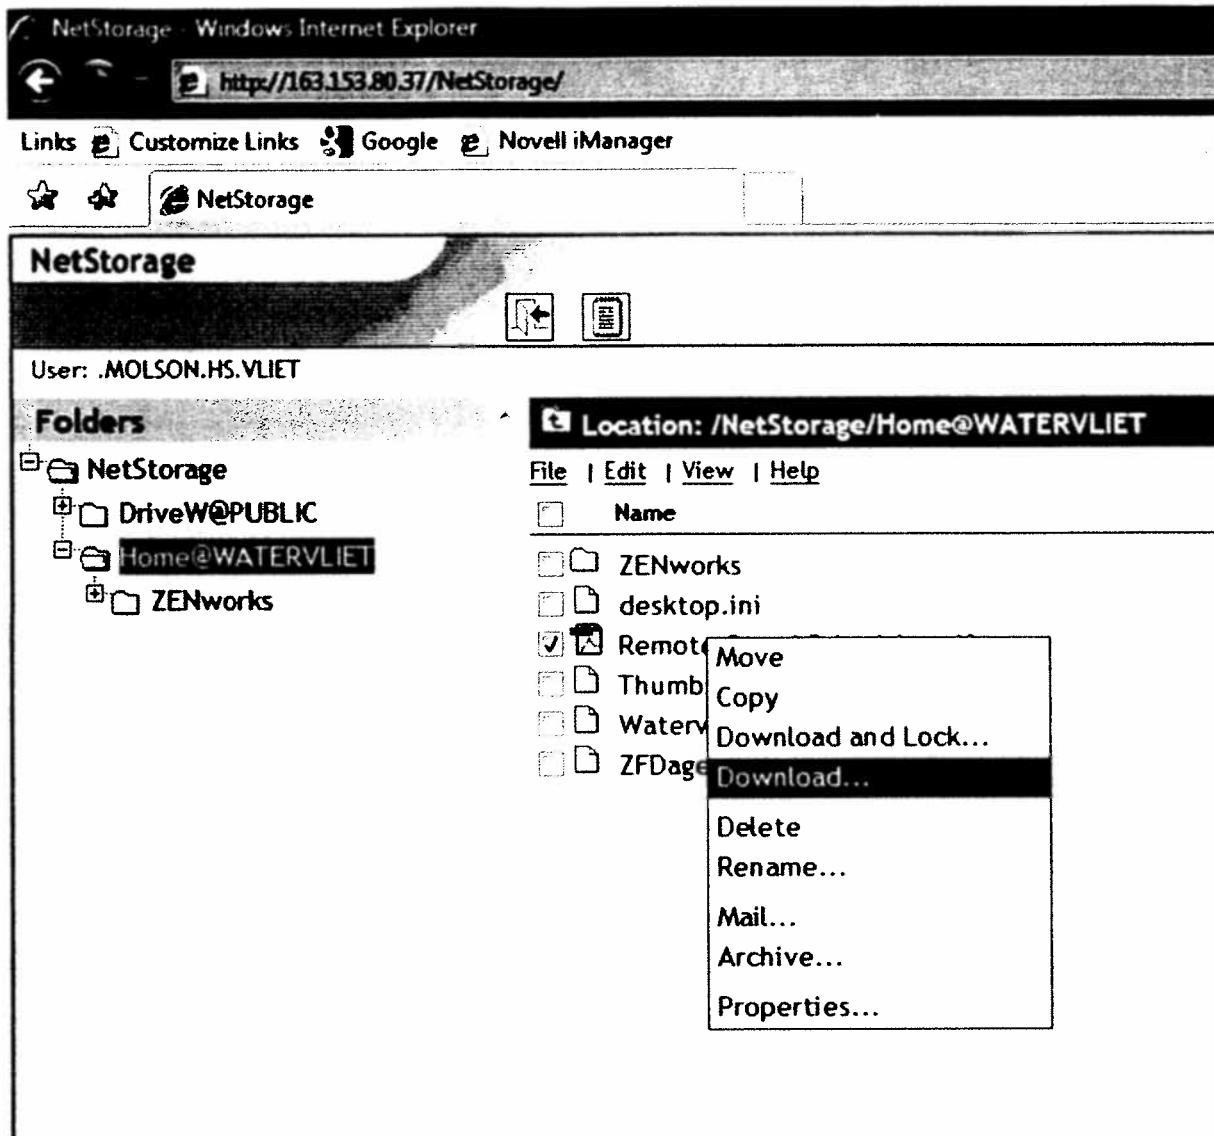 NetStorage - Windows Internet Explorer
http://163.153.80.37/NetStorage/
Links Customize Links Google Novell iManager
NetStorage
NetStorage
User: .MOLSON.HS.VLIET
Folders
NetStorage
DriveW@PUBLIC
Home@WATERVLIET
ZENworks
Location: /NetStorage/Home@WATERVLIET
File | Edit | View | Help
Name
ZENworks
desktop.ini
Remot
Thumb
Waterv
ZFDage
Move
Copy
Download and Lock...
Download...
Delete
Rename...
Mail...
Archive...
Properties...